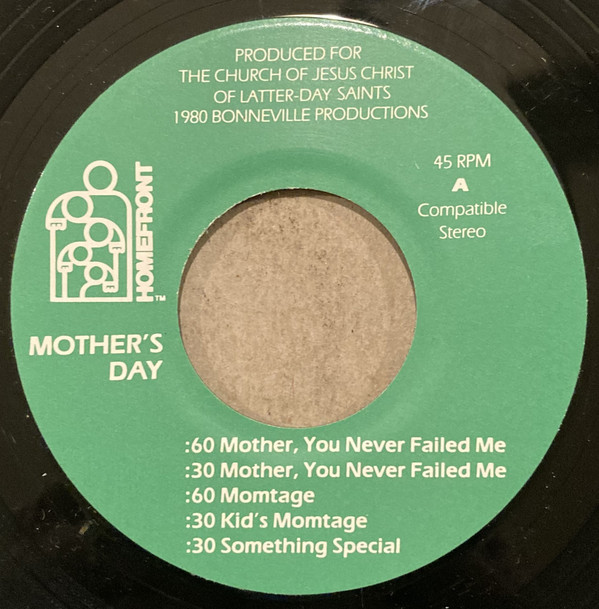 PRODUCED FOR
THE CHURCH OF JESUS CHRIST
OF LATTER-DAY SAINTS
1980 BONNEVILLE PRODUCTIONS
45 RPM
A
Compatible
Stereo
HOMEFRONT™
MOTHER'S
DAY
:60 Mother, You Never Failed Me
:30 Mother, You Never Failed Me
:60 Momtage
:30 Kid's Momtage
:30 Something Special